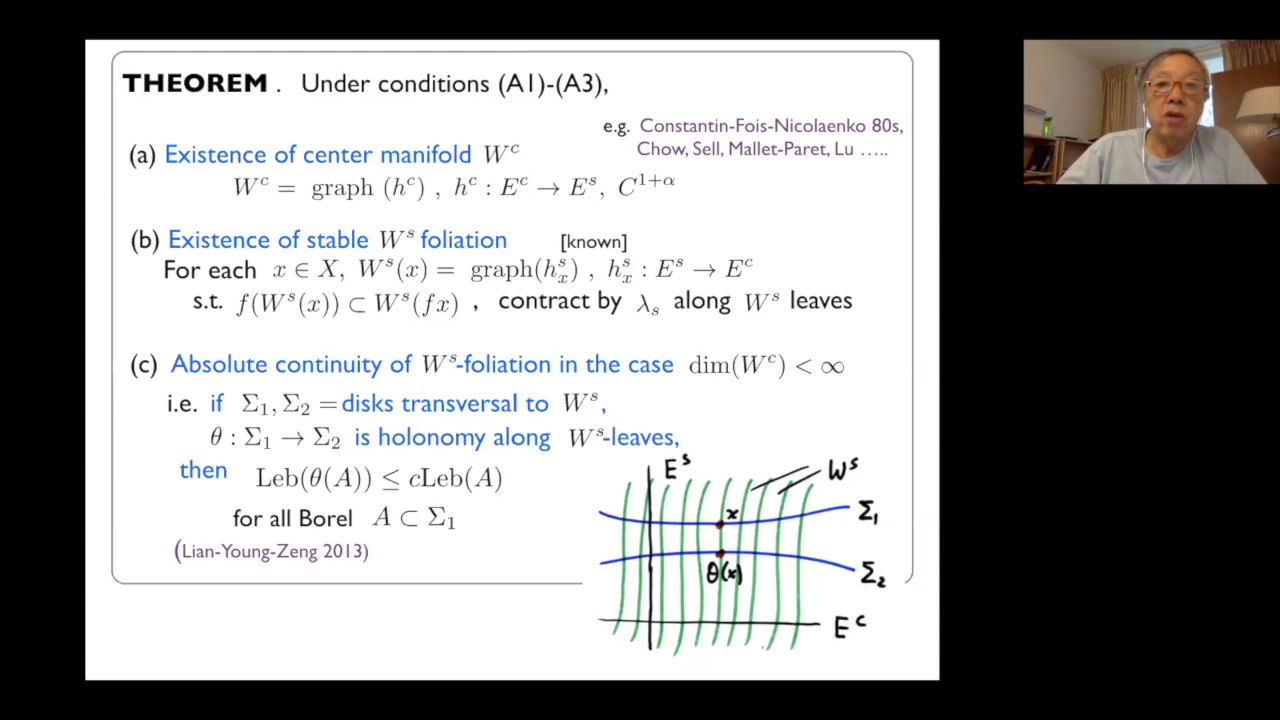 THEOREM . Under conditions (A1)-(A3),
e.g. Constantin-Fois-Nicolaenko 80s,
Chow, Sell, Mallet-Paret, Lu .....
(a) Existence of center manifold W^c
W^c = graph (h^c) , h^c : E^c → E^s, C^{1+α}
(b) Existence of stable W^s foliation [known]
For each x ∈ X, W^s(x) = graph(h^s_x) , h^s_x : E^s → E^c
s.t. f(W^s(x)) ⊂ W^s(fx) , contract by λ_s along W^s leaves
(c) Absolute continuity of W^s-foliation in the case dim(W^c) < ∞
i.e. if Σ_1, Σ_2 = disks transversal to W^s,
θ : Σ_1 → Σ_2 is holonomy along W^s-leaves,
then Leb(θ(A)) ≤ cLeb(A)
for all Borel A ⊂ Σ_1
(Lian-Young-Zeng 2013)
E^s
W^s
x
Σ_1
θ(x)
Σ_2
E^c